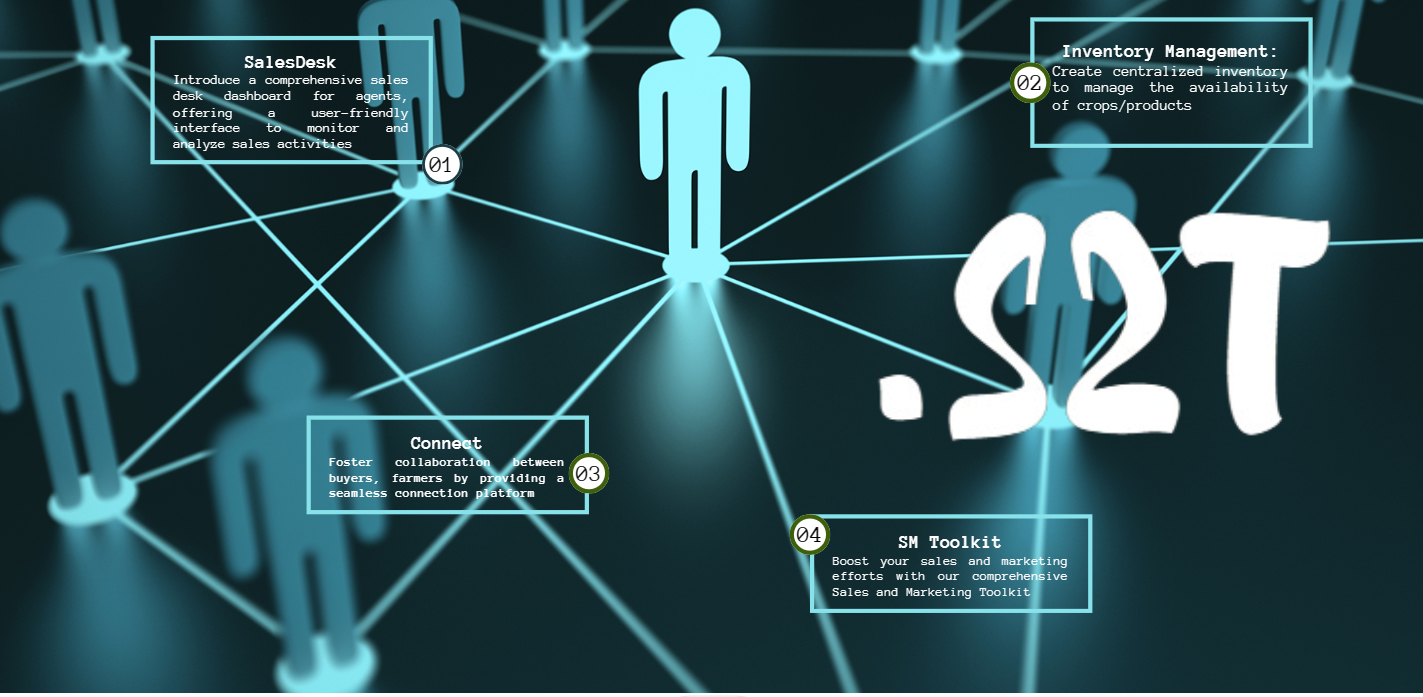 SalesDesk
Introduce a comprehensive sales
desk dashboard for agents,
offering a user-friendly
interface to monitor and
analyze sales activities
01
Inventory Management:
02
Create centralized inventory
to manage the availability
of crops/products
Connect
Foster collaboration between
buyers, farmers by providing a
seamless connection platform
03
04
SM Toolkit
Boost your sales and marketing
efforts with our comprehensive
Sales and Marketing Toolkit